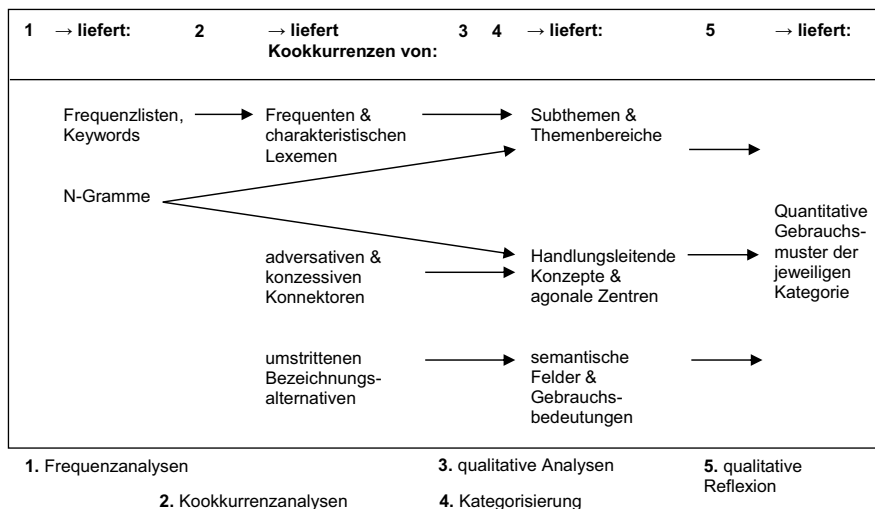 1 → liefert: 2 → liefert 3 4 → liefert: 5 → liefert:
Kookkurrenzen von:
Frequenzlisten,
Keywords
Frequenten &
charakteristischen
Lexemen
Subthemen &
Themenbereiche
N-Gramme
adversativen &
konzessiven
Konnektoren
Handlungsleitende
Konzepte &
agonale Zentren
Quantitative
Gebrauchs-
muster der
jeweiligen
Kategorie
umstrittenen
Bezeichnungs-
alternativen
semantische
Felder &
Gebrauchs-
bedeutungen
1. Frequenzanalysen
2. Kookkurrenzanalysen
3. qualitative Analysen
4. Kategorisierung
5. qualitative
Reflexion